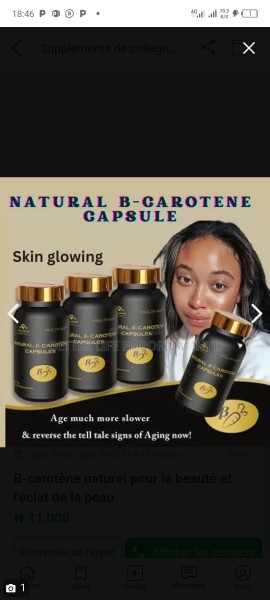 18:46
Suppléments de collagè...
NATURAL B-CAROTENE
CAPSULE
Skin glowing
NATURAL B-CAROTENE
CAPSULES
Age much more slower
& reverse the tell tale signs of Aging now!
B-carotène naturel pour la beauté et
l'éclat de la peau
₦ 11,000
Demander un rappel
Afficher les contacts
1